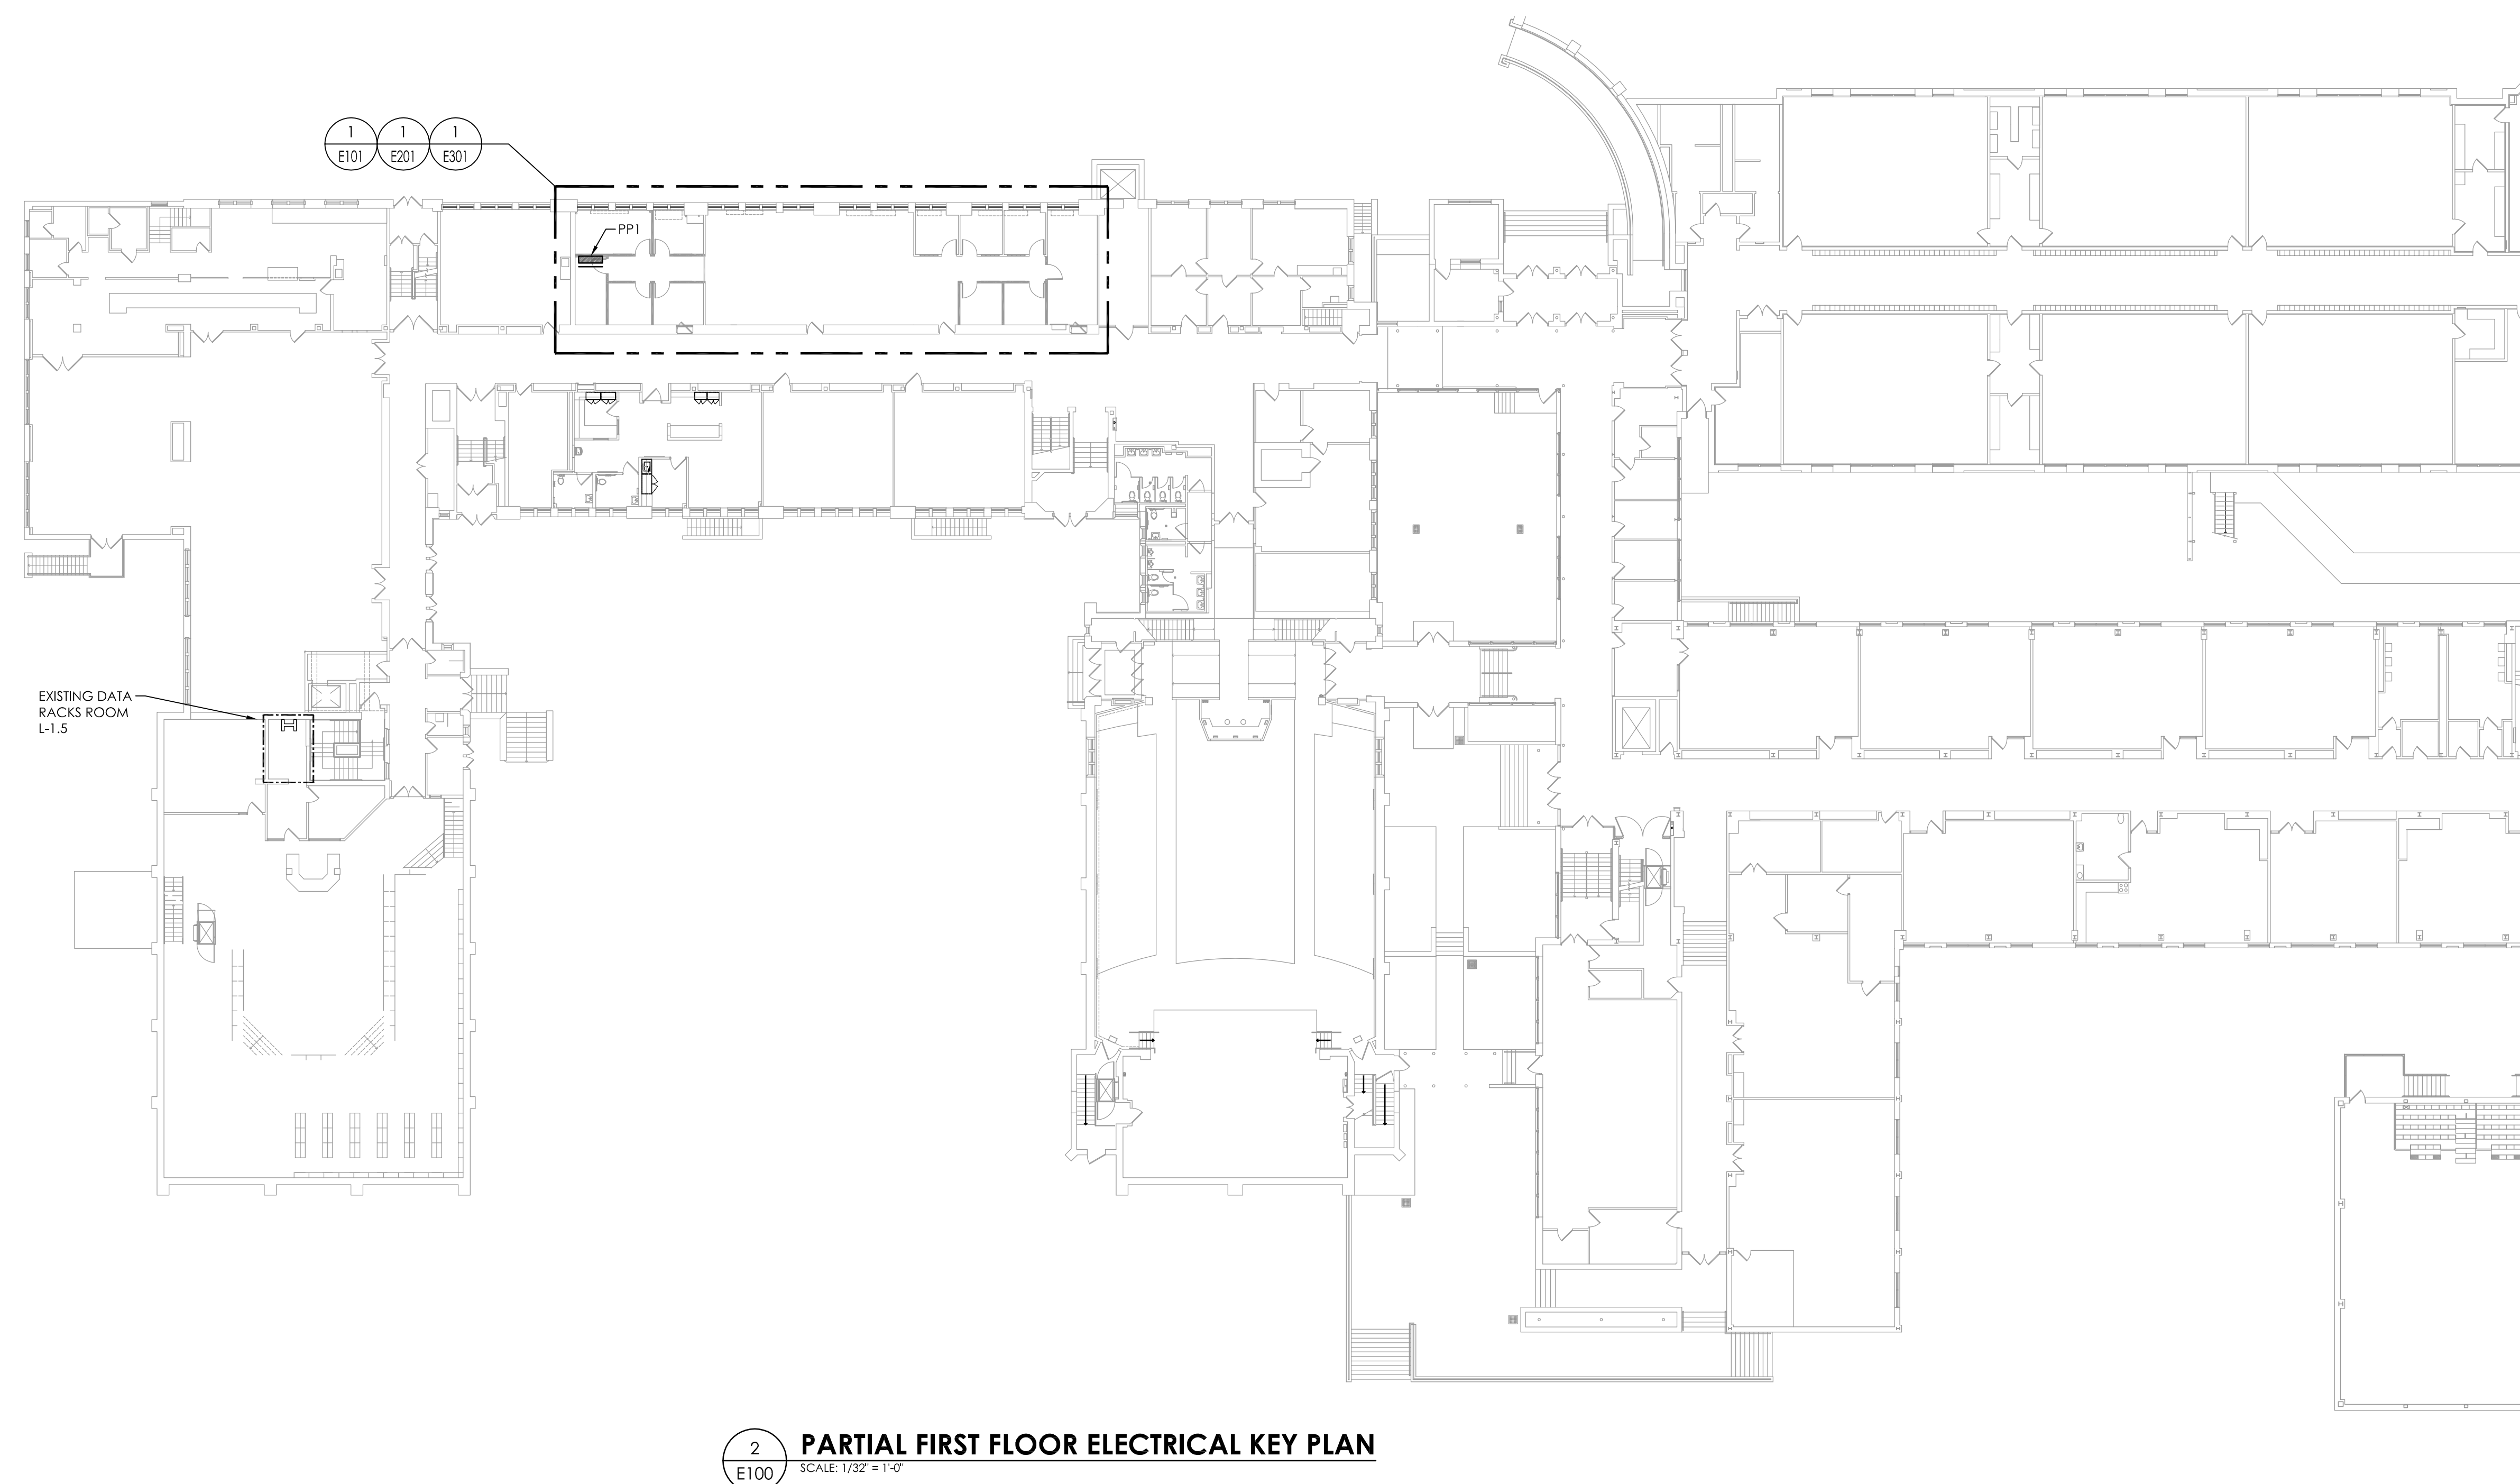 1
E101
1
E201
1
E301
PP1
EXISTING DATA
RACKS ROOM
L-1.5
2
E100
PARTIAL FIRST FLOOR ELECTRICAL KEY PLAN
SCALE: 1/32" = 1'-0"